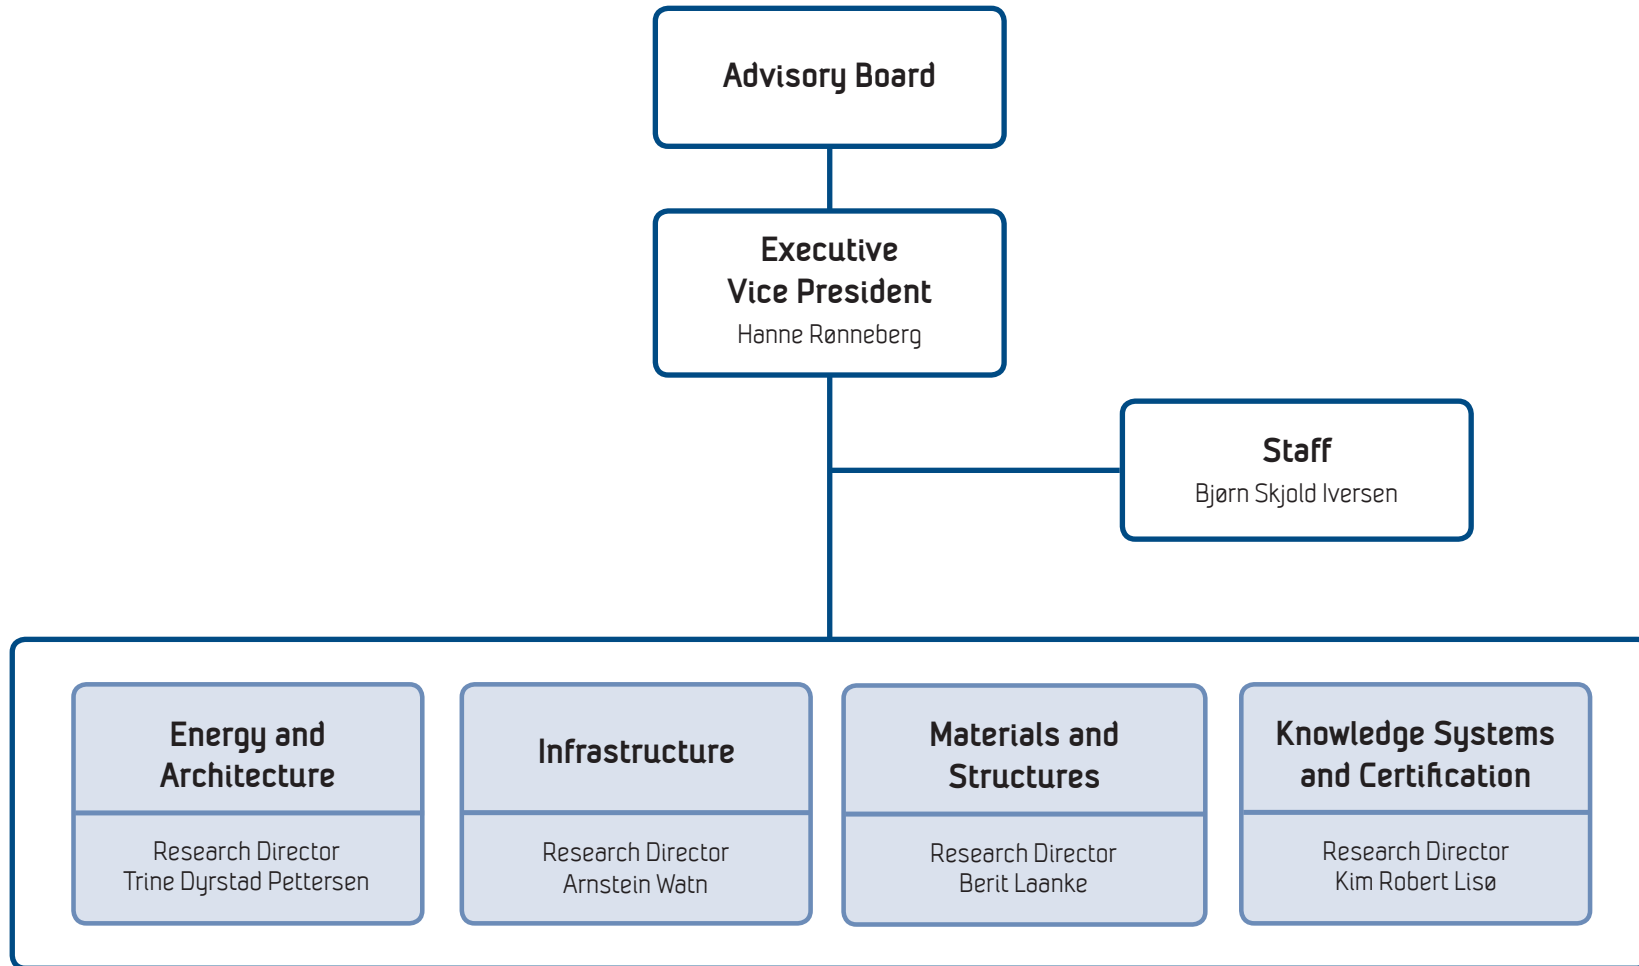 Advisory Board
Executive
Vice President
Hanne Rønneberg
Staff
Bjørn Skjold Iversen
Energy and
Architecture
Research Director
Trine Dyrstad Pettersen
Infrastructure
Research Director
Arnstein Watn
Materials and
Structures
Research Director
Berit Laanke
Knowledge Systems
and Certification
Research Director
Kim Robert Lisø